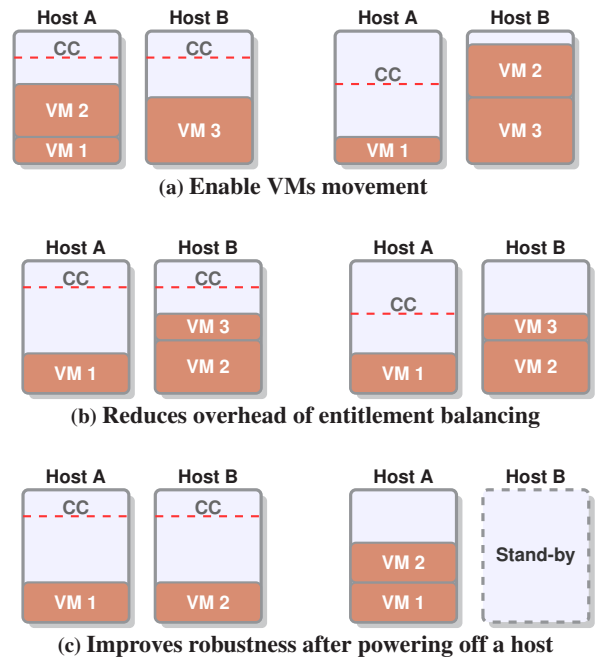 Host A Host B Host A Host B
CC CC
CC
VM 2 VM 2
VM 3 VM 3
VM 1 VM 1
(a) Enable VMs movement
Host A Host B Host A Host B
CC CC
CC
VM 3 VM 3
VM 1 VM 2 VM 1 VM 2
(b) Reduces overhead of entitlement balancing
Host A Host B Host A Host B
CC CC
VM 2 Stand-by
VM 1 VM 2 VM 1
(c) Improves robustness after powering off a host